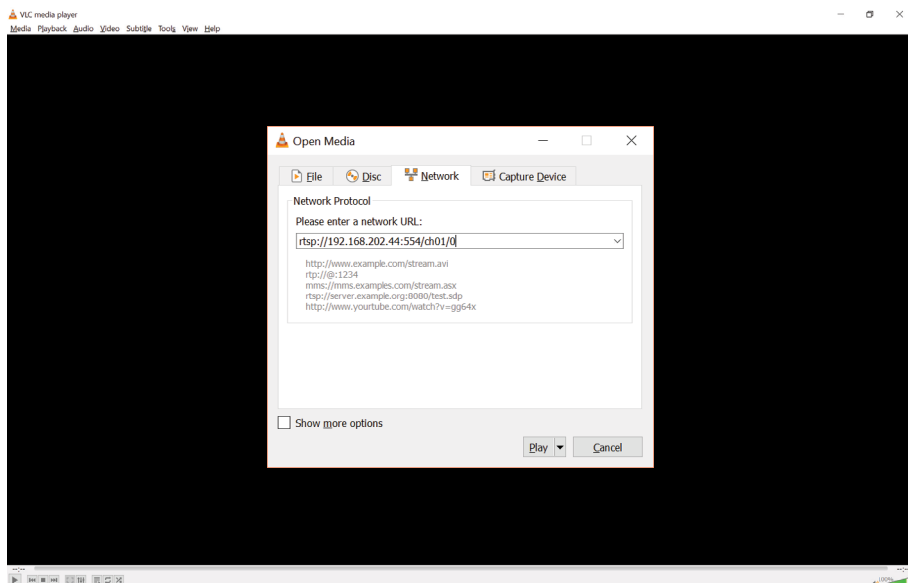 VLC media player
Media Playback Audio Video Subtitle Tools View Help
Open Media
File Disc Network Capture Device
Network Protocol
Please enter a network URL:
rtsp://192.168.202.44:554/ch01/0
http://www.example.com/stream.avi
rtp://@:1234
mms://mms.examples.com/stream.asx
rtsp://server.example.org:8080/test.sdp
http://www.yourtube.com/watch?v=gg64x
Show more options
Play Cancel
--:-- --:--
100%